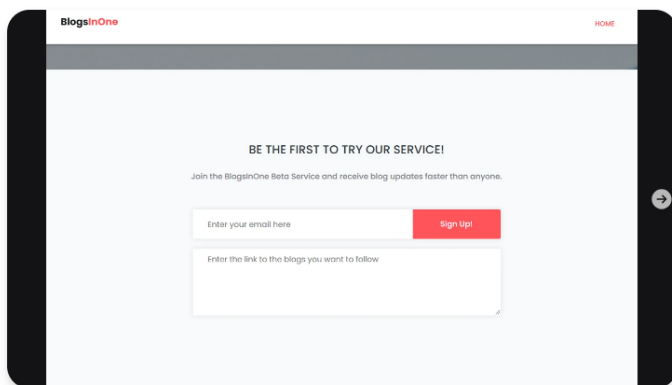 BlogsInOne
HOME
BE THE FIRST TO TRY OUR SERVICE!
Join the BlogsInOne Beta Service and receive blog updates faster than anyone.
Enter your email here
Sign Up!
Enter the link to the blogs you want to follow